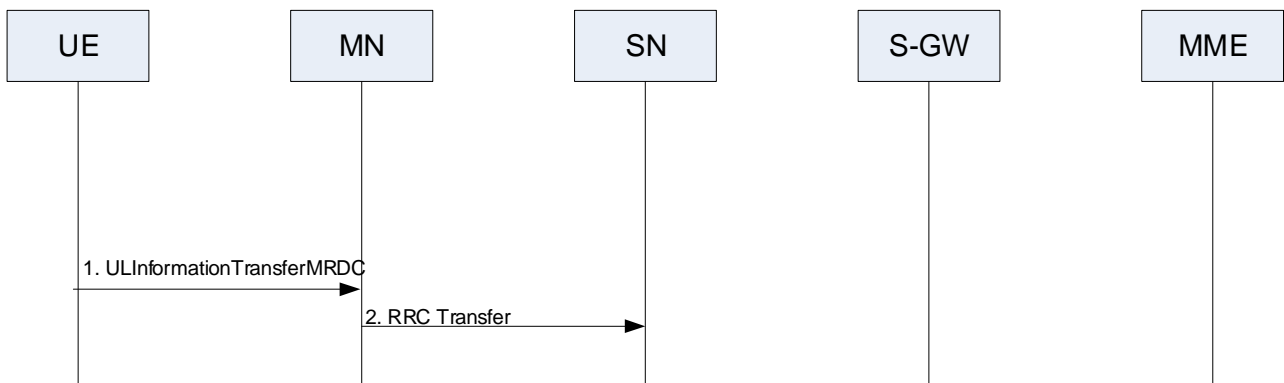 UE
MN
SN
S-GW
MME
1. ULInformationTransferMRDC
2. RRC Transfer